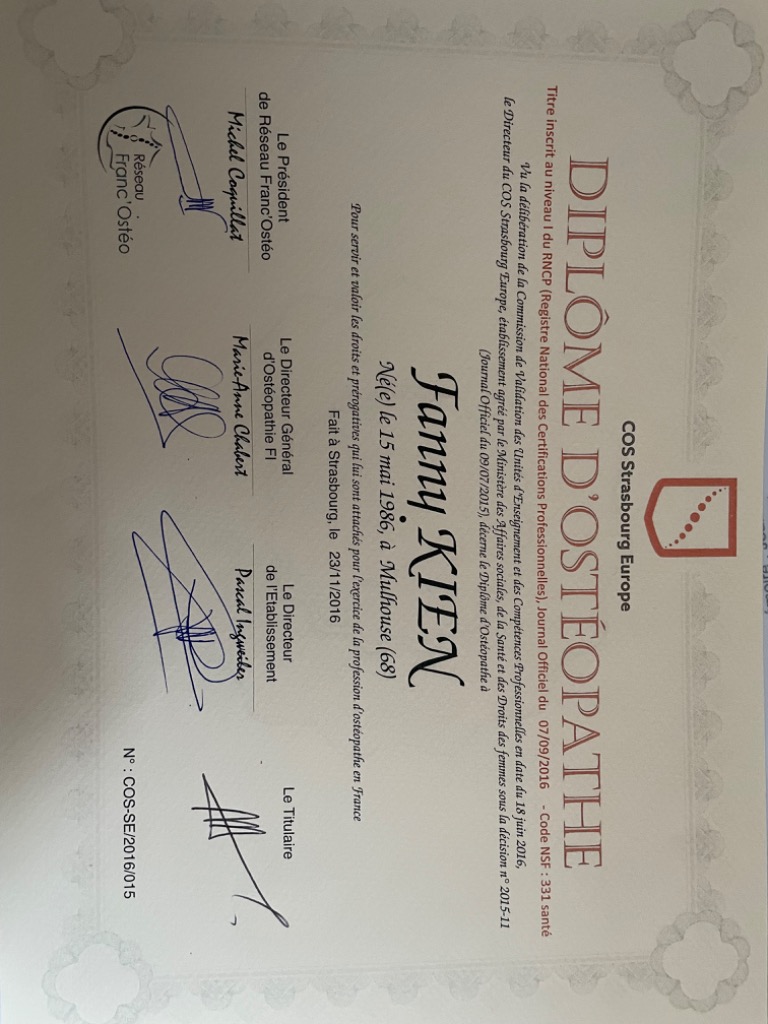 COS Strasbourg Europe
DIPLÔME D'OSTÉOPATHE
Titre inscrit au niveau I du RNCP (Registre National des Certifications Professionnelles), Journal Officiel du 07/09/2016 - Code NSF : 331 santé
Vu la délibération de la Commission de Validation des Unités d'Enseignement et des Compétences Professionnelles en date du 18 juin 2016,
le Directeur du COS Strasbourg Europe, établissement agréé par le Ministère des Affaires sociales, de la Santé et des Droits des femmes sous la décision n° 2015-11
(Journal Officiel du 09/07/2015), décerne le Diplôme d'Ostéopathe à
Fanny KIEN
Né(e) le 15 mai 1986, à Mulhouse (68)
Pour servir et valoir les droits et prérogatives qui lui sont attachés pour l'exercice de la profession d'ostéopathe en France
Fait à Strasbourg, le 23/11/2016
Le Président
de Réseau Franc'Ostéo
Michel Coquillat
Réseau
Franc'Ostéo
Le Directeur Général
d'Ostéopathie FI
Marie-Anne Chabert
Le Directeur
de l'Etablissement
Pascal Ingweiler
Le Titulaire
N° : COS-SE/2016/015